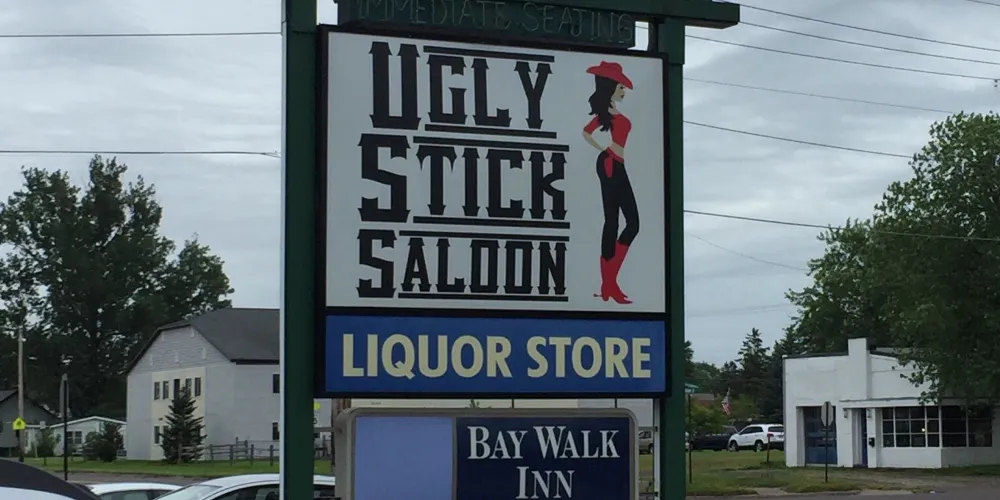 IMMEDIATE SEATING
UGLY
STICK
SALOON
LIQUOR STORE
BAY WALK
INN